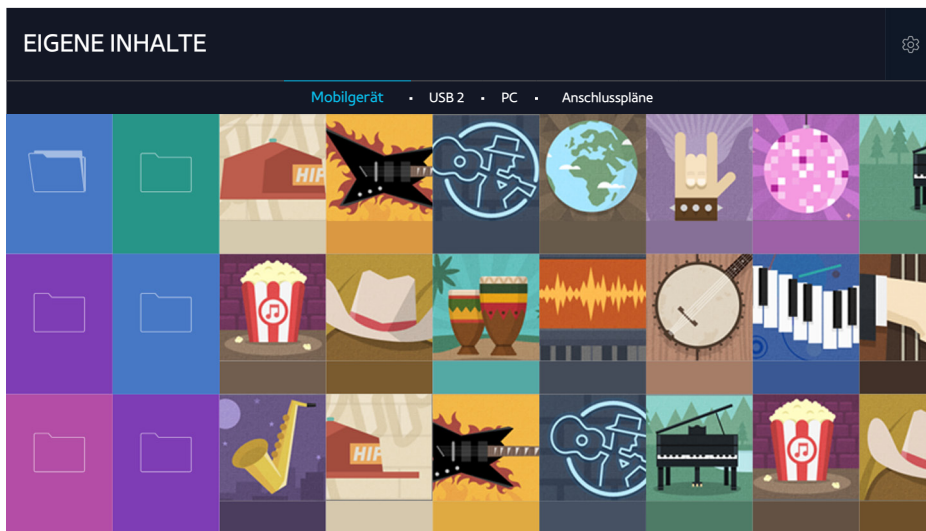 EIGENE INHALTE
Mobilgerät • USB 2 • PC • Anschlusspläne
HIP
HIP